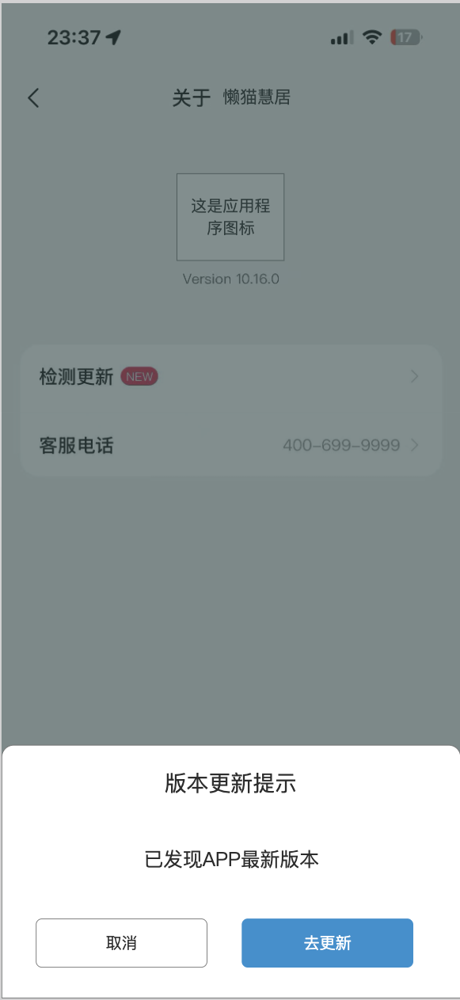 23:37
17
关于 懒猫慧居
这是应用程
序图标
Version 10.16.0
检测更新 NEW
客服电话 400-699-9999
版本更新提示
已发现APP最新版本
取消 去更新